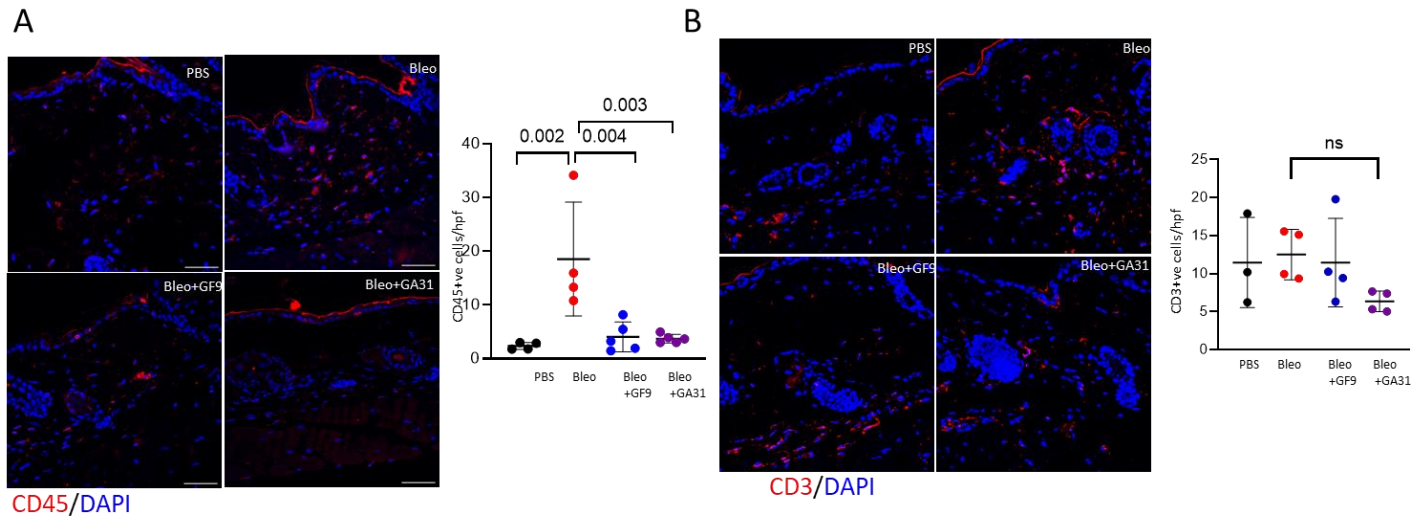 A
PBS
Bleo
Bleo+GF9
Bleo+GA31
CD45/DAPI
0.003
0.002
0.004
CD45+ve cells/hpf
40
30
20
10
0
PBS
Bleo
Bleo
+GF9
Bleo
+GA31
B
PBS
Bleo
Bleo+GF9
Bleo+GA31
CD3/DAPI
ns
CD3+ve cells/hpf
25
20
15
10
5
0
PBS
Bleo
Bleo
+GF9
Bleo
+GA31